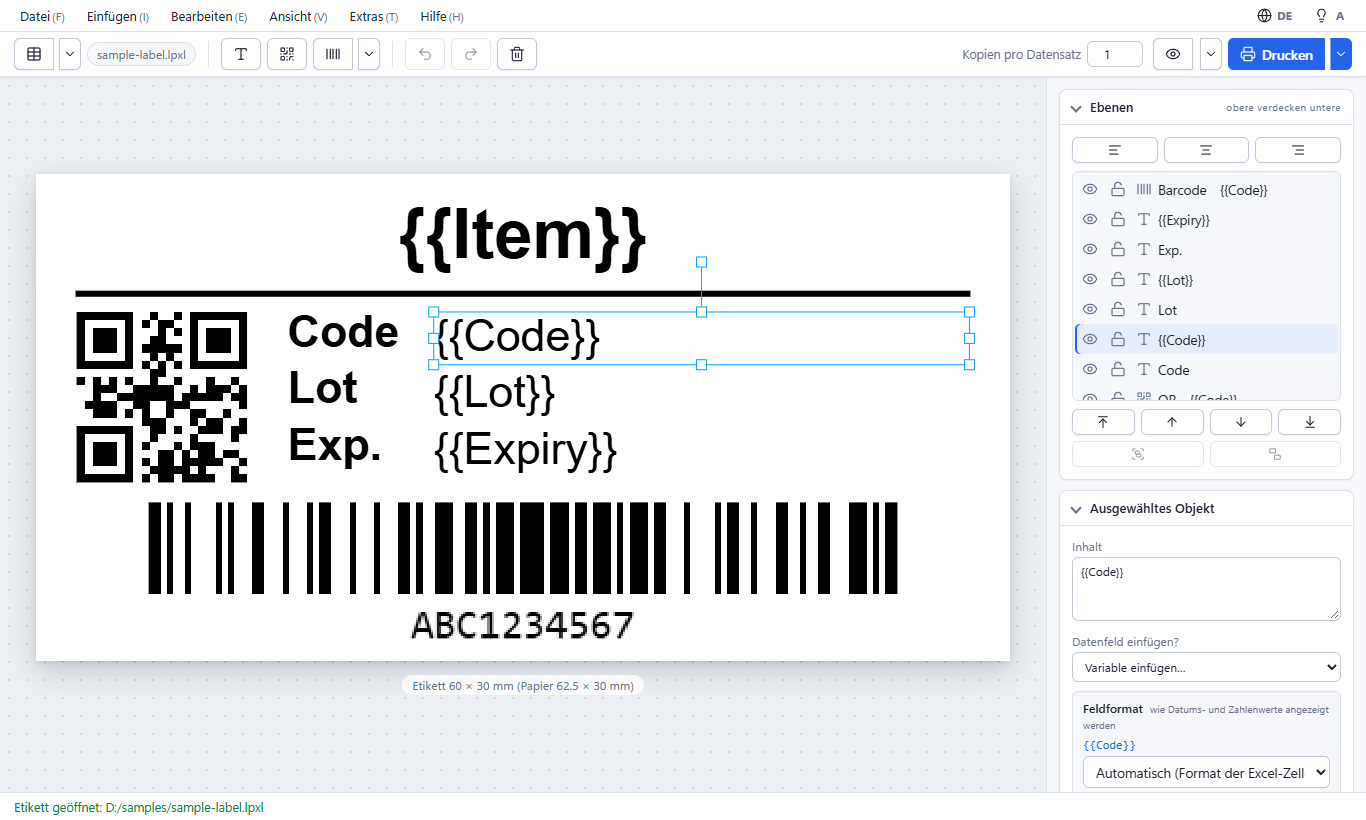 Datei (F) Einfügen (I) Bearbeiten (E) Ansicht (V) Extras (T) Hilfe (H) DE A
sample-label.lpxl T Kopien pro Datensatz 1 Drucken
Ebenen obere verdecken untere
Barcode {{Code}}
{{Expiry}}
Exp.
{{Lot}}
Lot
{{Code}}
Code
QR {{Code}}
{{Item}}
Code {{Code}}
Lot {{Lot}}
Exp. {{Expiry}}
ABC1234567
Etikett 60 × 30 mm (Papier 62.5 × 30 mm)
Ausgewähltes Objekt
Inhalt
{{Code}}
Datenfeld einfügen?
Variable einfügen...
Feldformat wie Datums- und Zahlenwerte angezeigt
werden
{{Code}}
Automatisch (Format der Excel-Zell
Etikett geöffnet: D:/samples/sample-label.lpxl